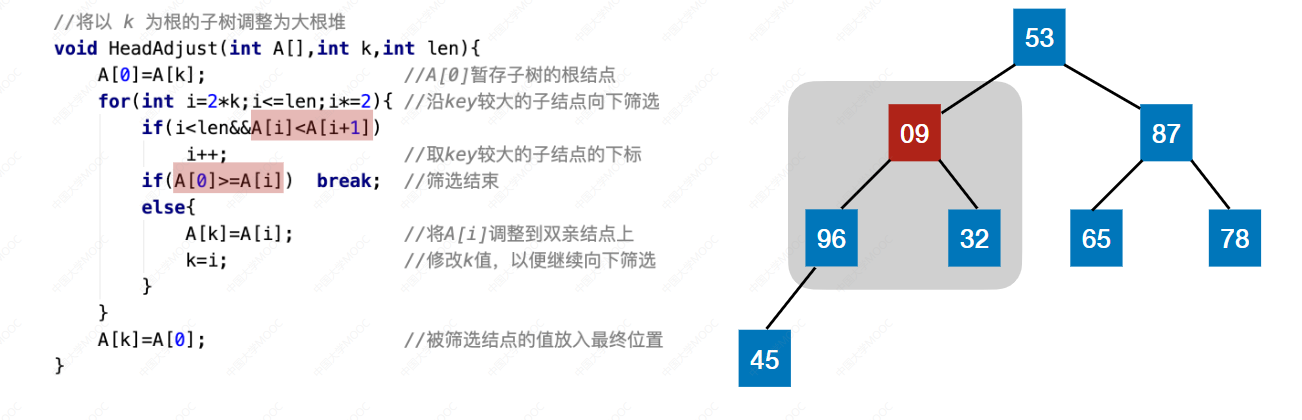 //将以 k 为根的子树调整为大根堆
void HeadAdjust(int A[],int k,int len){
A[0]=A[k]; //A[0]暂存子树的根结点
for(int i=2*k;i<=len;i*=2){ //沿key较大的子结点向下筛选
if(i<len&&A[i]<A[i+1])
i++; //取key较大的子结点的下标
if(A[0]>=A[i]) break; //筛选结束
else{
A[k]=A[i]; //将A[i]调整到双亲结点上
k=i; //修改k值，以便继续向下筛选
}
}
A[k]=A[0]; //被筛选结点的值放入最终位置
}
53
09 87
96 32 65 78
45